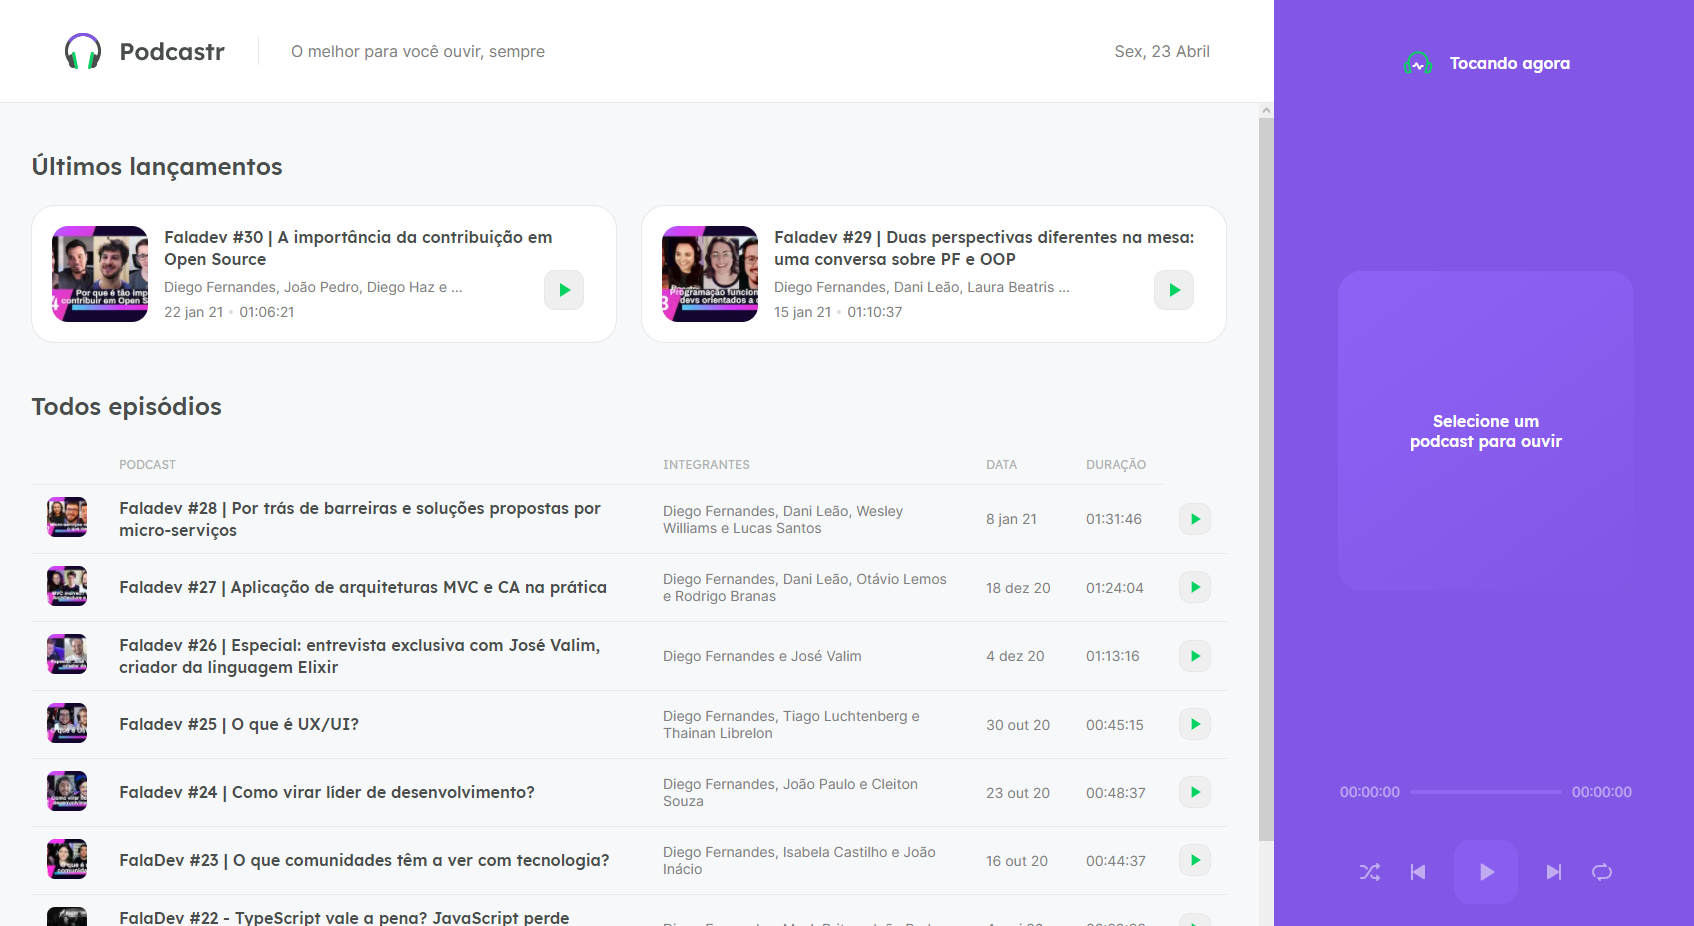 Podcastr
O melhor para você ouvir, sempre
Sex, 23 Abril
Tocando agora
Últimos lançamentos
Faladev #30 | A importância da contribuição em
Open Source
Diego Fernandes, João Pedro, Diego Haz e ...
22 jan 21 • 01:06:21
Por que é tão
contribuir em Open S
Faladev #29 | Duas perspectivas diferentes na mesa:
uma conversa sobre PF e OOP
Diego Fernandes, Dani Leão, Laura Beatris ...
15 jan 21 • 01:10:37
Programação funcion
devs orientados a
Selecione um
podcast para ouvir
Todos episódios
PODCAST INTEGRANTES DATA DURAÇÃO
Faladev #28 | Por trás de barreiras e soluções propostas por
micro-serviços
Diego Fernandes, Dani Leão, Wesley
Williams e Lucas Santos
8 jan 21
01:31:46
Faladev #27 | Aplicação de arquiteturas MVC e CA na prática
Diego Fernandes, Dani Leão, Otávio Lemos
e Rodrigo Branas
18 dez 20
01:24:04
Faladev #26 | Especial: entrevista exclusiva com José Valim,
criador da linguagem Elixir
Diego Fernandes e José Valim
4 dez 20
01:13:16
Faladev #25 | O que é UX/UI?
Diego Fernandes, Tiago Luchtenberg e
Thainan Librelon
30 out 20
00:45:15
Faladev #24 | Como virar líder de desenvolvimento?
Diego Fernandes, João Paulo e Cleiton
Souza
23 out 20
00:48:37
FalaDev #23 | O que comunidades têm a ver com tecnologia?
Diego Fernandes, Isabela Castilho e João
Inácio
16 out 20
00:44:37
FalaDev #22 - TypeScript vale a pena? JavaScript perde
00:00:00
00:00:00